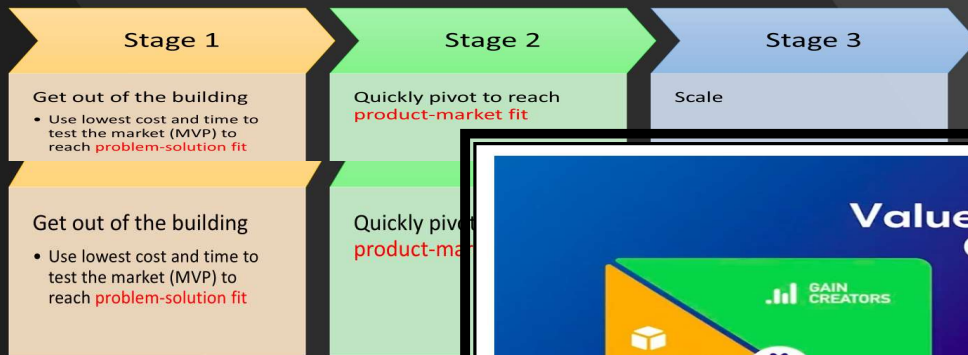 Stage 1
Stage 2
Stage 3
Get out of the building
• Use lowest cost and time to
test the market (MVP) to
reach problem-solution fit
Quickly pivot to reach
product-market fit
Scale
Get out of the building
• Use lowest cost and time to
test the market (MVP) to
reach problem-solution fit
Quickly
Value
GAIN
CREATORS